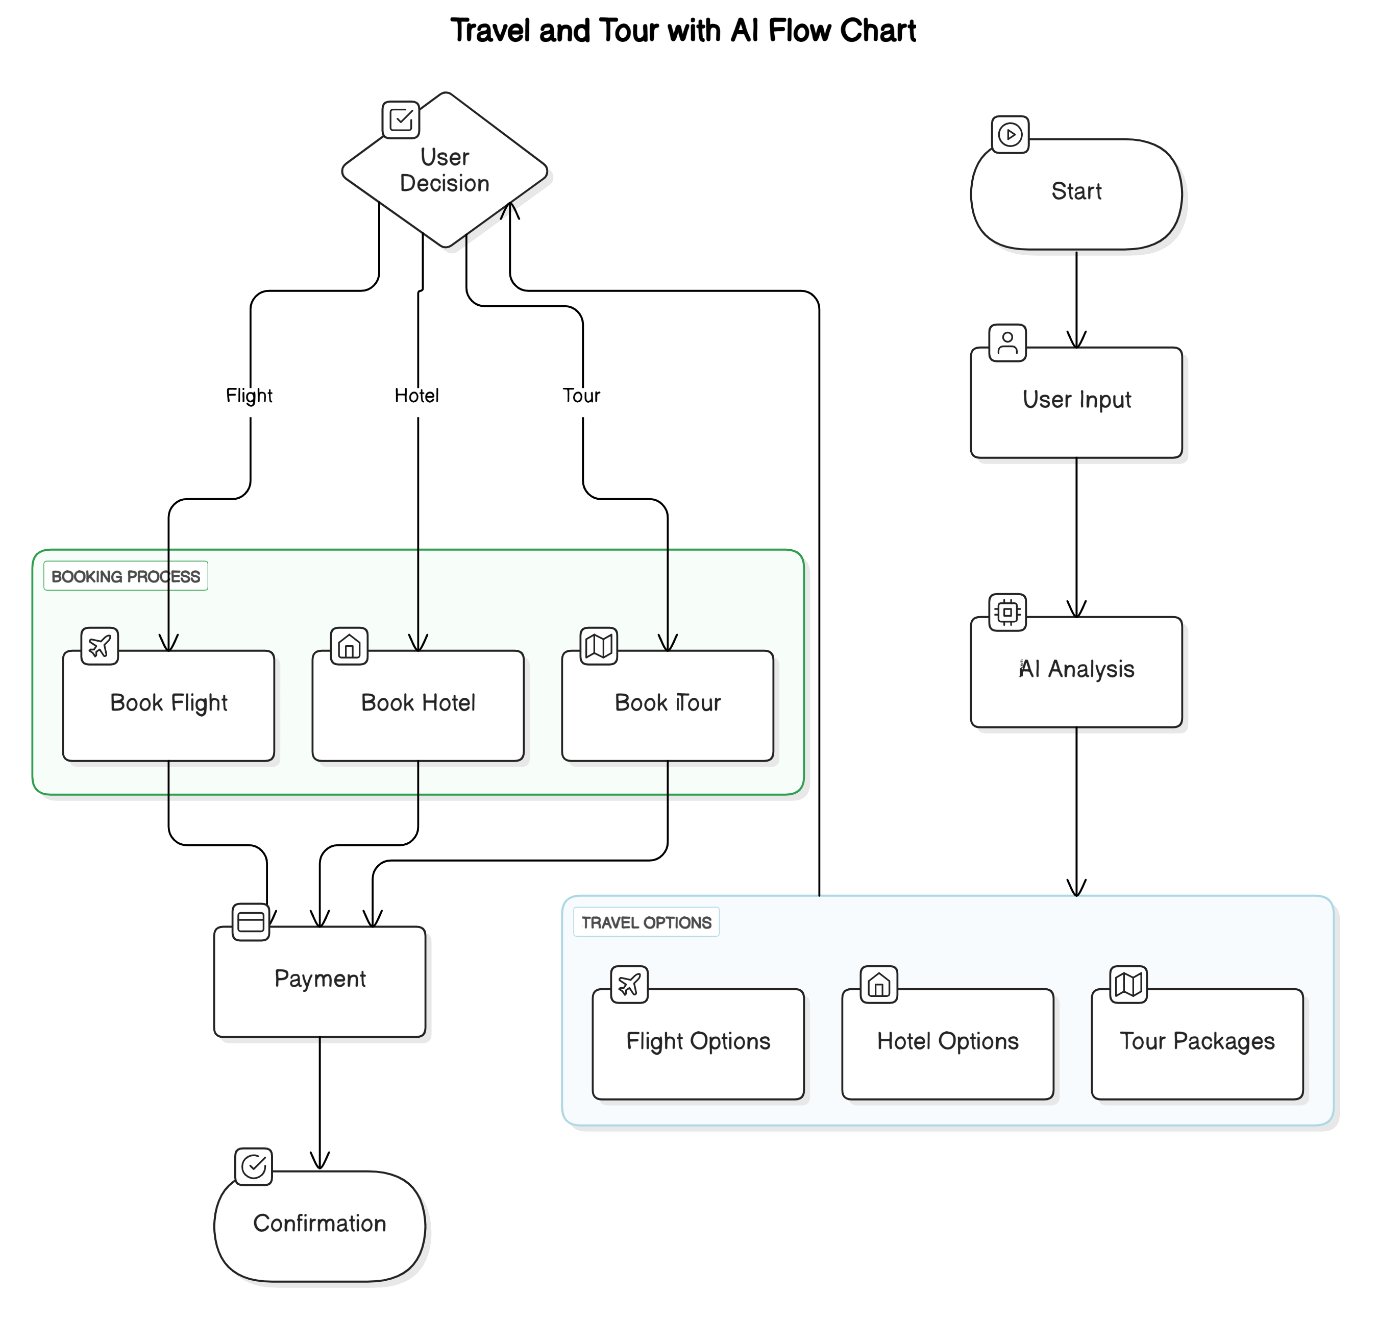 Travel and Tour with AI Flow Chart
User
Decision
Start
Flight
Hotel
Tour
User Input
BOOKING PROCESS
Book Flight
Book Hotel
Book Tour
AI Analysis
TRAVEL OPTIONS
Payment
Flight Options
Hotel Options
Tour Packages
Confirmation